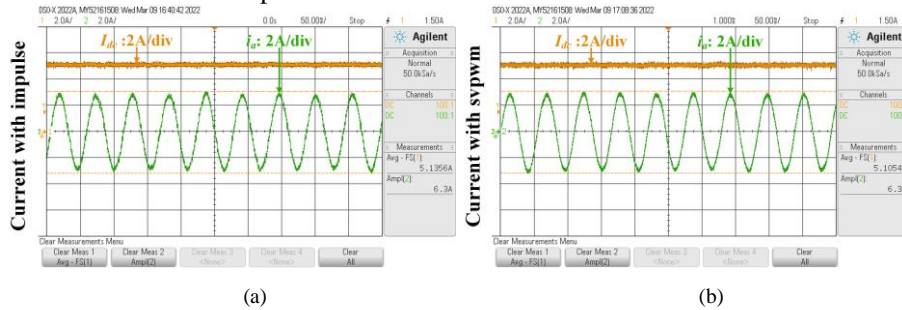 DSO-X 2022A, MY52161508: Wed Mar 09 16:40:42 2022
1 2.0A/ 2 2.0A/ 0.0s 50.00%/ Stop 1 1.50A
Current with impulse
Idc :2A/div
ia: 2A/div
Agilent
Acquisition
Normal
50.0kSa/s
Channels
DC 100:1
DC 100:1
Measurements
Avg - FS(1):
5.1356A
Ampl(2):
6.3A
Clear Measurements Menu
Clear Meas 1
Avg - FS(1)
Clear Meas 2
Ampl(2)
Clear Meas 3
<None>
Clear Meas 4
<None>
Clear
All
(a)
DSO-X 2022A, MY52161508: Wed Mar 09 17:08:36 2022
1 2.0A/ 2 2.0A/ 50.00%/ Stop 1 1.50A
Current with svpwm
Idc :2A/div
ia: 2A/div
Agilent
Acquisition
Normal
50.0kSa/s
Channels
DC 100:1
DC 100:1
Measurements
Avg - FS(1):
5.1054
Ampl(2):
6.3
Clear Measurements Menu
Clear Meas 1
Avg - FS(1)
Clear Meas 2
Ampl(2)
Clear Meas 3
<None>
Clear Meas 4
<None>
Clear
All
(b)